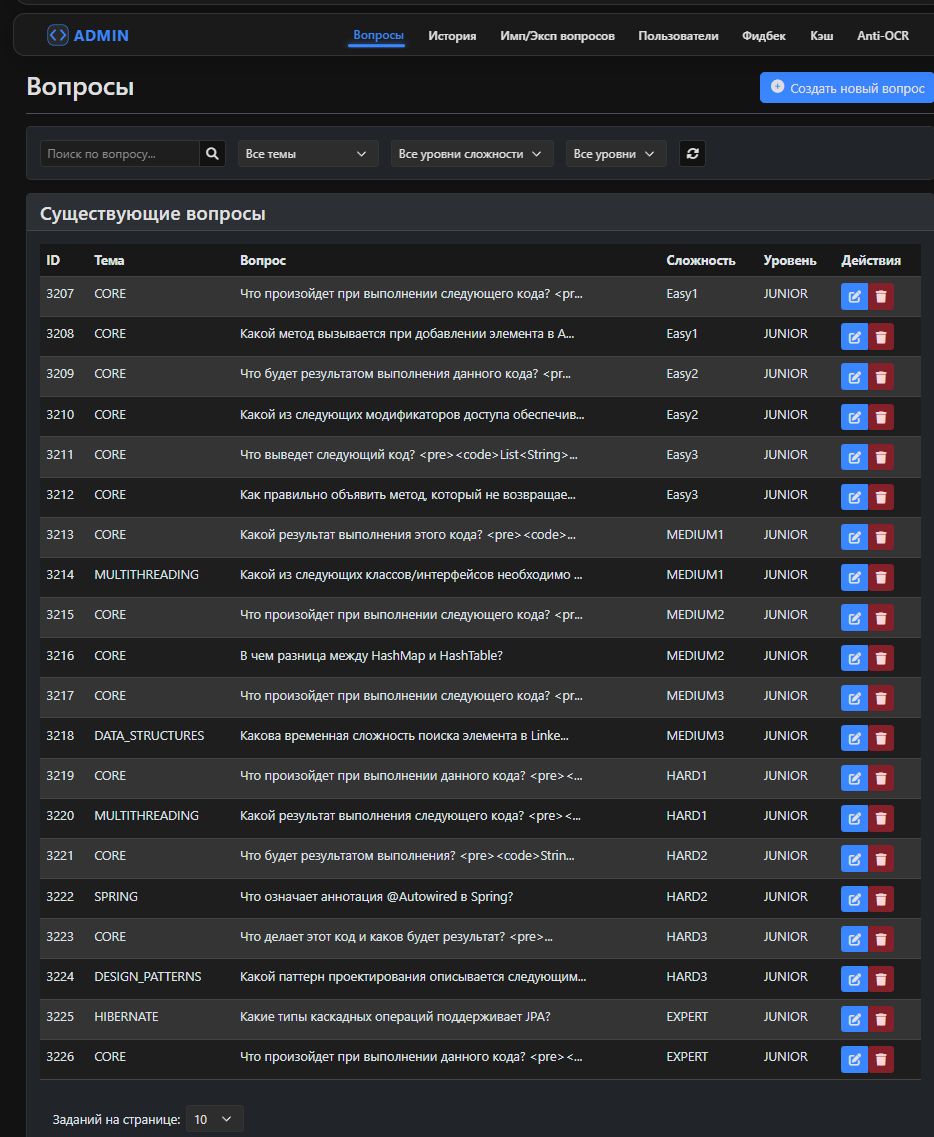 ADMIN Вопросы История Имп/Эксп вопросов Пользователи Фидбек Кэш Anti-OCR
Вопросы Создать новый вопрос
Поиск по вопросу... Все темы Все уровни сложности Все уровни
Существующие вопросы
ID Тема Вопрос Сложность Уровень Действия
3207 CORE Что произойдет при выполнении следующего кода? <pr... Easy1 JUNIOR
3208 CORE Какой метод вызывается при добавлении элемента в A... Easy1 JUNIOR
3209 CORE Что будет результатом выполнения данного кода? <pr... Easy2 JUNIOR
3210 CORE Какой из следующих модификаторов доступа обеспечив... Easy2 JUNIOR
3211 CORE Что выведет следующий код? <pre><code>List<String>... Easy3 JUNIOR
3212 CORE Как правильно объявить метод, который не возвращае... Easy3 JUNIOR
3213 CORE Какой результат выполнения этого кода? <pre><code>... MEDIUM1 JUNIOR
3214 MULTITHREADING Какой из следующих классов/интерфейсов необходимо ... MEDIUM1 JUNIOR
3215 CORE Что произойдет при выполнении следующего кода? <pr... MEDIUM2 JUNIOR
3216 CORE В чем разница между HashMap и HashTable? MEDIUM2 JUNIOR
3217 CORE Что произойдет при выполнении следующего кода? <pr... MEDIUM3 JUNIOR
3218 DATA_STRUCTURES Какова временная сложность поиска элемента в Linke... MEDIUM3 JUNIOR
3219 CORE Что произойдет при выполнении данного кода? <pre><... HARD1 JUNIOR
3220 MULTITHREADING Какой результат выполнения следующего кода? <pre><... HARD1 JUNIOR
3221 CORE Что будет результатом выполнения? <pre><code>Strin... HARD2 JUNIOR
3222 SPRING Что означает аннотация @Autowired в Spring? HARD2 JUNIOR
3223 CORE Что делает этот код и каков будет результат? <pre>... HARD3 JUNIOR
3224 DESIGN_PATTERNS Какой паттерн проектирования описывается следующим... HARD3 JUNIOR
3225 HIBERNATE Какие типы каскадных операций поддерживает JPA? EXPERT JUNIOR
3226 CORE Что произойдет при выполнении данного кода? <pre><... EXPERT JUNIOR
Заданий на странице: 10